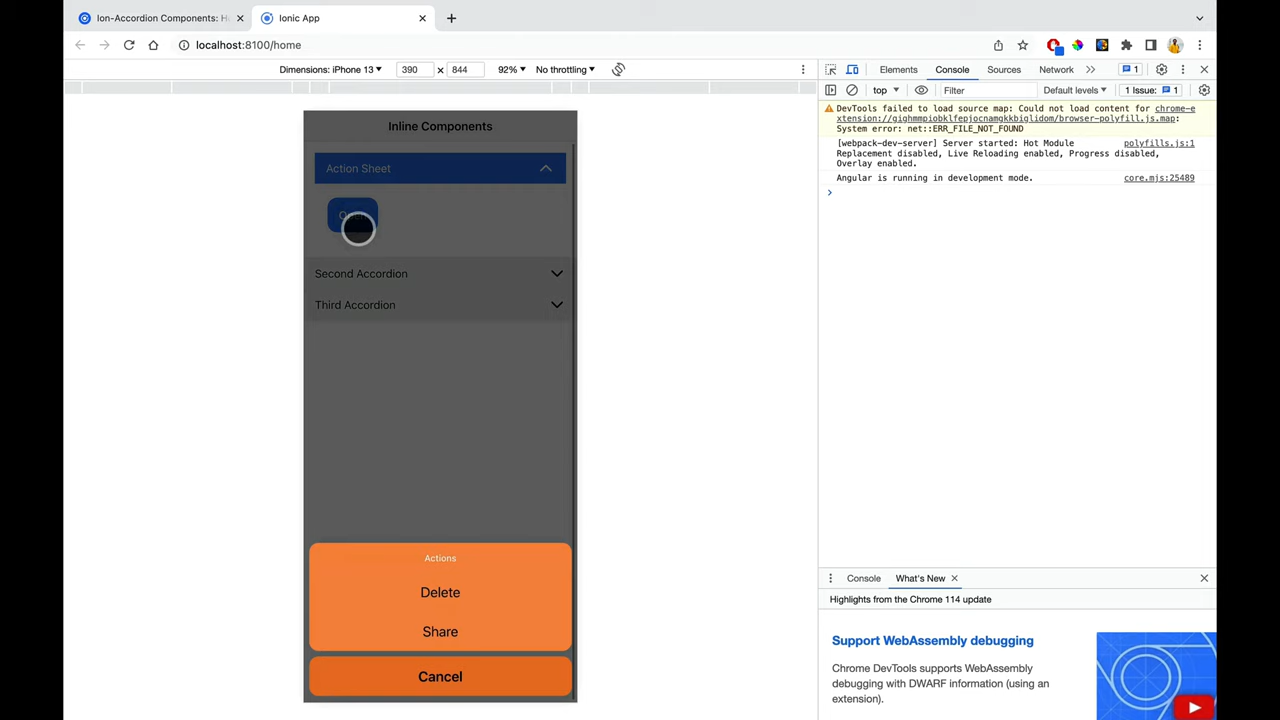 Ion-Accordion Components: H
Ionic App
localhost:8100/home
Dimensions: iPhone 13
390
×
844
92%
No throttling
Inline Components
Action Sheet
Second Accordion
Third Accordion
Actions
Delete
Share
Cancel
Elements
Console
Sources
Network
1
top
Filter
Default levels
1 Issue:
1
DevTools failed to load source map: Could not load content for chrome-e
xtension://gighmmpiobklfepjocnamgkkbiglidom/browser-polyfill.js.map:
System error: net::ERR_FILE_NOT_FOUND
[webpack-dev-server] Server started: Hot Module
polyfills.js:1
Replacement disabled, Live Reloading enabled, Progress disabled,
Overlay enabled.
Angular is running in development mode.
core.mjs:25489
Console
What's New
Highlights from the Chrome 114 update
Support WebAssembly debugging
Chrome DevTools supports WebAssembly
debugging with DWARF information (using an
extension).